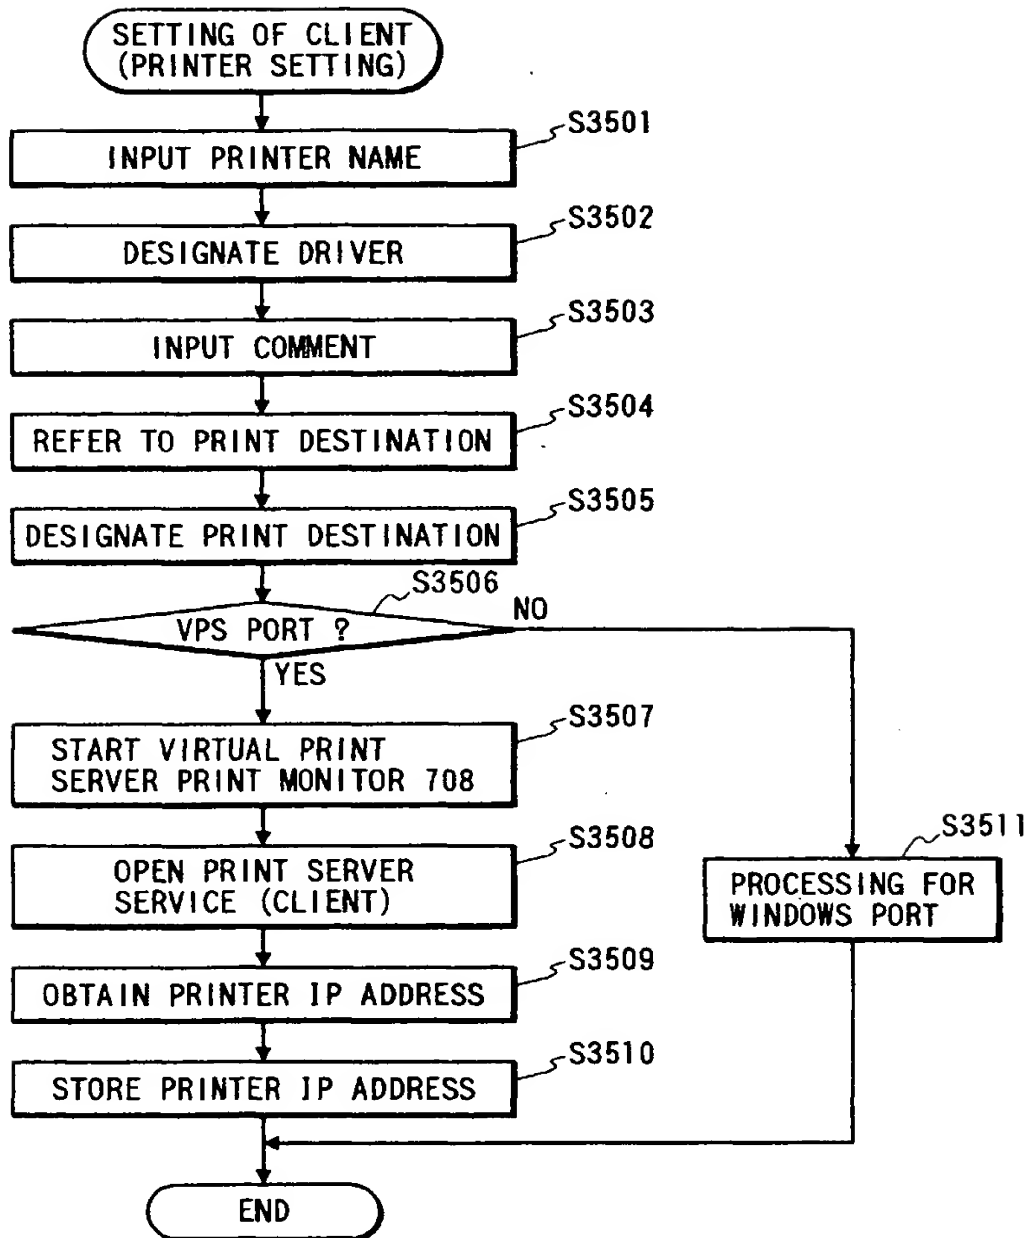 SETTING OF CLIENT
(PRINTER SETTING)
S3501
INPUT PRINTER NAME
S3502
DESIGNATE DRIVER
S3503
INPUT COMMENT
S3504
REFER TO PRINT DESTINATION
S3505
DESIGNATE PRINT DESTINATION
S3506
VPS PORT ?
NO
YES
S3507
START VIRTUAL PRINT
SERVER PRINT MONITOR 708
S3508
OPEN PRINT SERVER
SERVICE (CLIENT)
S3511
PROCESSING FOR
WINDOWS PORT
S3509
OBTAIN PRINTER IP ADDRESS
S3510
STORE PRINTER IP ADDRESS
END